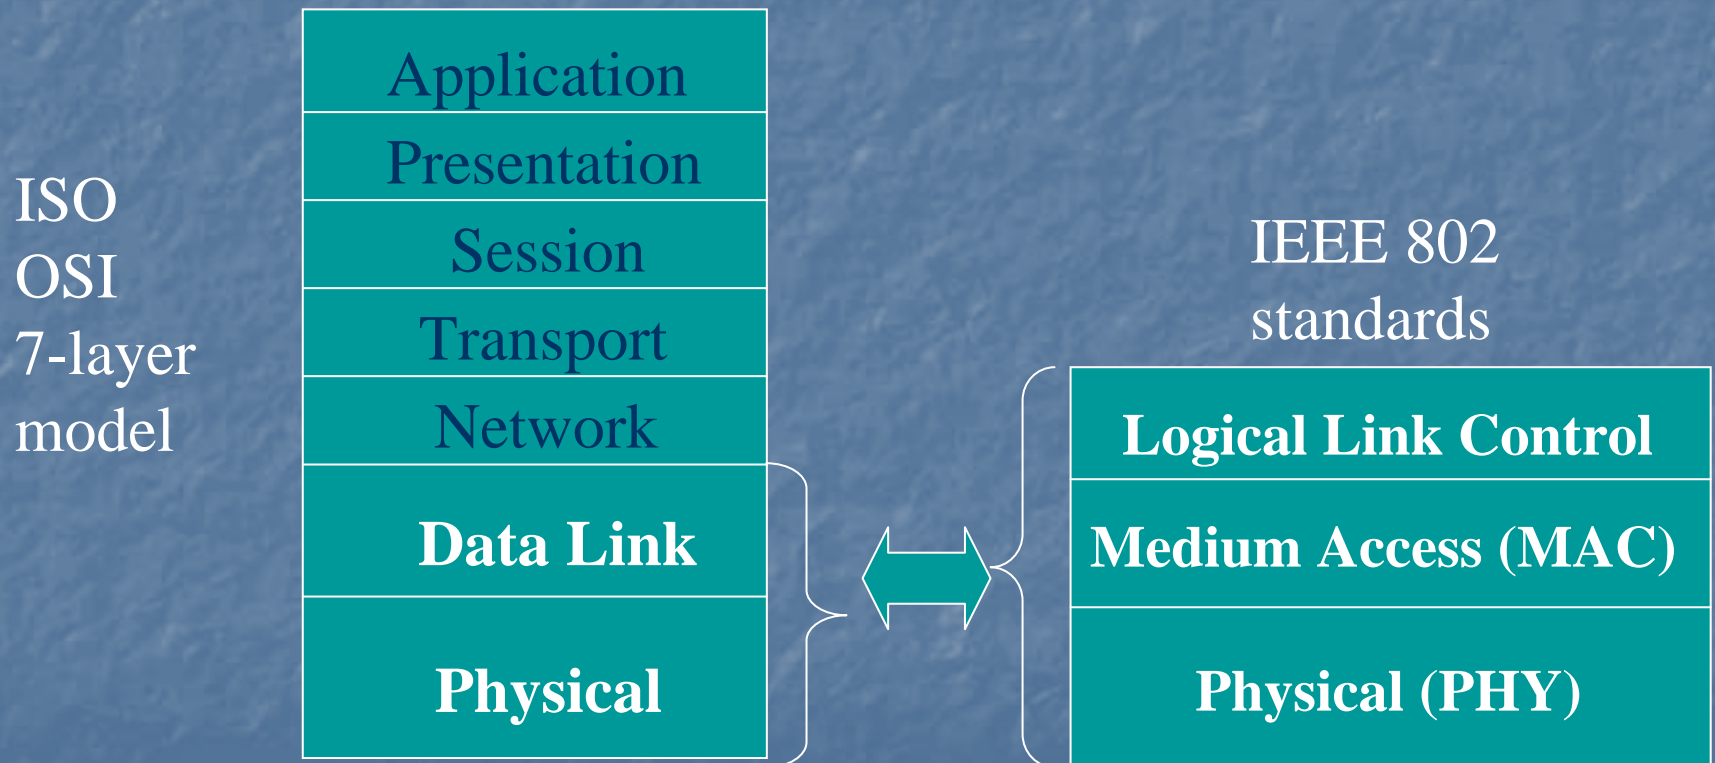 ISO
OSI
7-layer
model
Application
Presentation
Session
Transport
Network
Data Link
Physical
IEEE 802
standards
Logical Link Control
Medium Access (MAC)
Physical (PHY)